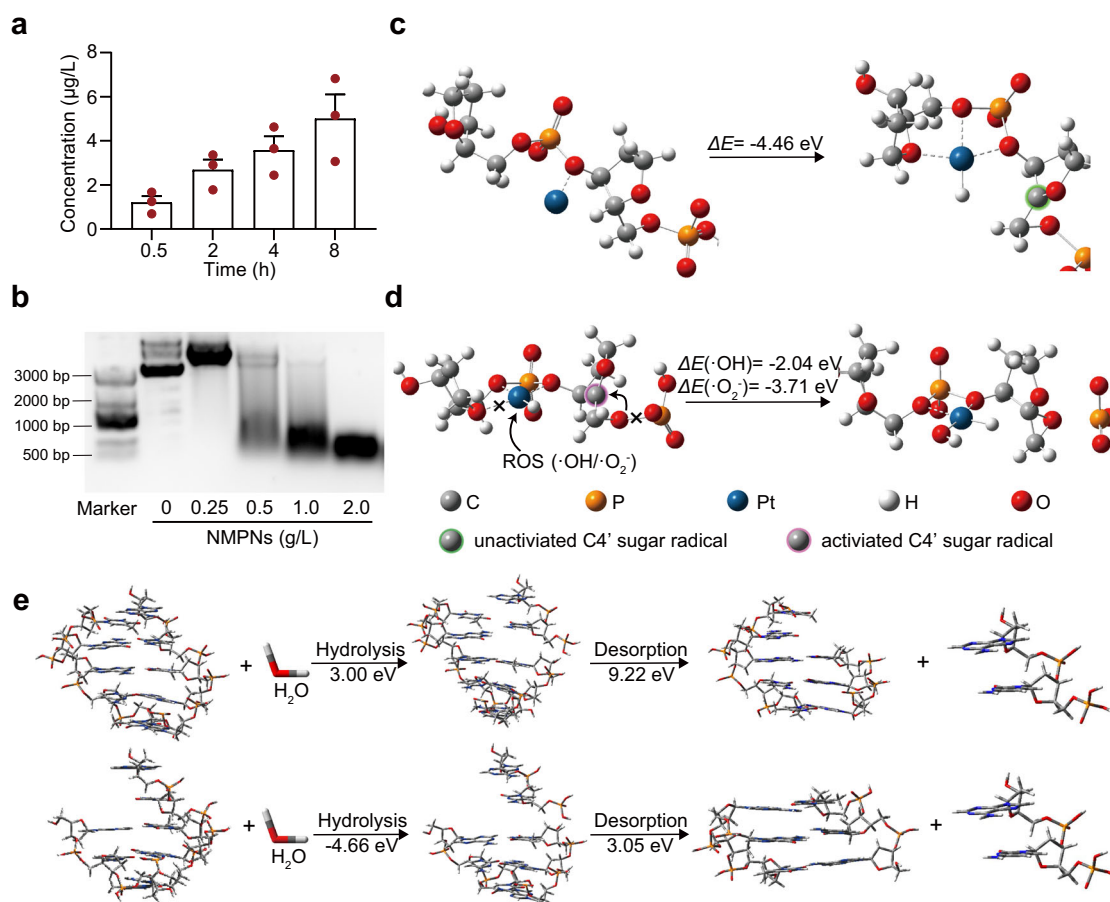 a
Concentration (µg/L)
8
6
4
2
0
0.5 2 4 8
Time (h)
b
3000 bp
2000 bp
1000 bp
500 bp
Marker 0 0.25 0.5 1.0 2.0
NMPNs (g/L)
c
ΔE= -4.46 eV
d
ΔE(·OH)= -2.04 eV
ΔE(·O₂⁻)= -3.71 eV
ROS (·OH/·O₂⁻)
C P Pt H O
unactiviated C4' sugar radical activiated C4' sugar radical
e
+ H₂O Hydrolysis 3.00 eV Desorption 9.22 eV +
+ H₂O Hydrolysis -4.66 eV Desorption 3.05 eV +